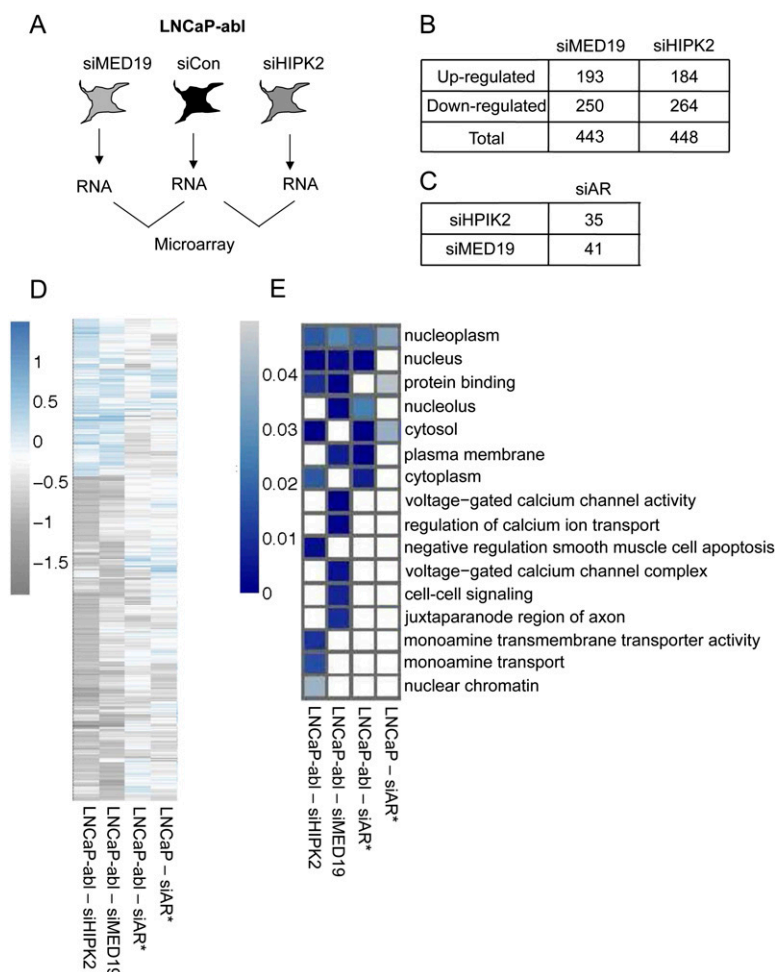 A
LNCaP-abl
siMED19 siCon siHIPK2
RNA RNA RNA
Microarray
B
siMED19 siHIPK2
Up-regulated 193 184
Down-regulated 250 264
Total 443 448
C
siAR
siHPIK2 35
siMED19 41
D
1
0.5
0
−0.5
−1
−1.5
LNCaP-abl – siHIPK2
LNCaP-abl – siMED19
LNCaP-abl – siAR*
LNCaP – siAR*
E
0.04
0.03
0.02
0.01
0
nucleoplasm
nucleus
protein binding
nucleolus
cytosol
plasma membrane
cytoplasm
voltage−gated calcium channel activity
regulation of calcium ion transport
negative regulation smooth muscle cell apoptosis
voltage−gated calcium channel complex
cell−cell signaling
juxtaparanode region of axon
monoamine transmembrane transporter activity
monoamine transport
nuclear chromatin
LNCaP-abl – siHIPK2
LNCaP-abl – siMED19
LNCaP-abl – siAR*
LNCaP – siAR*